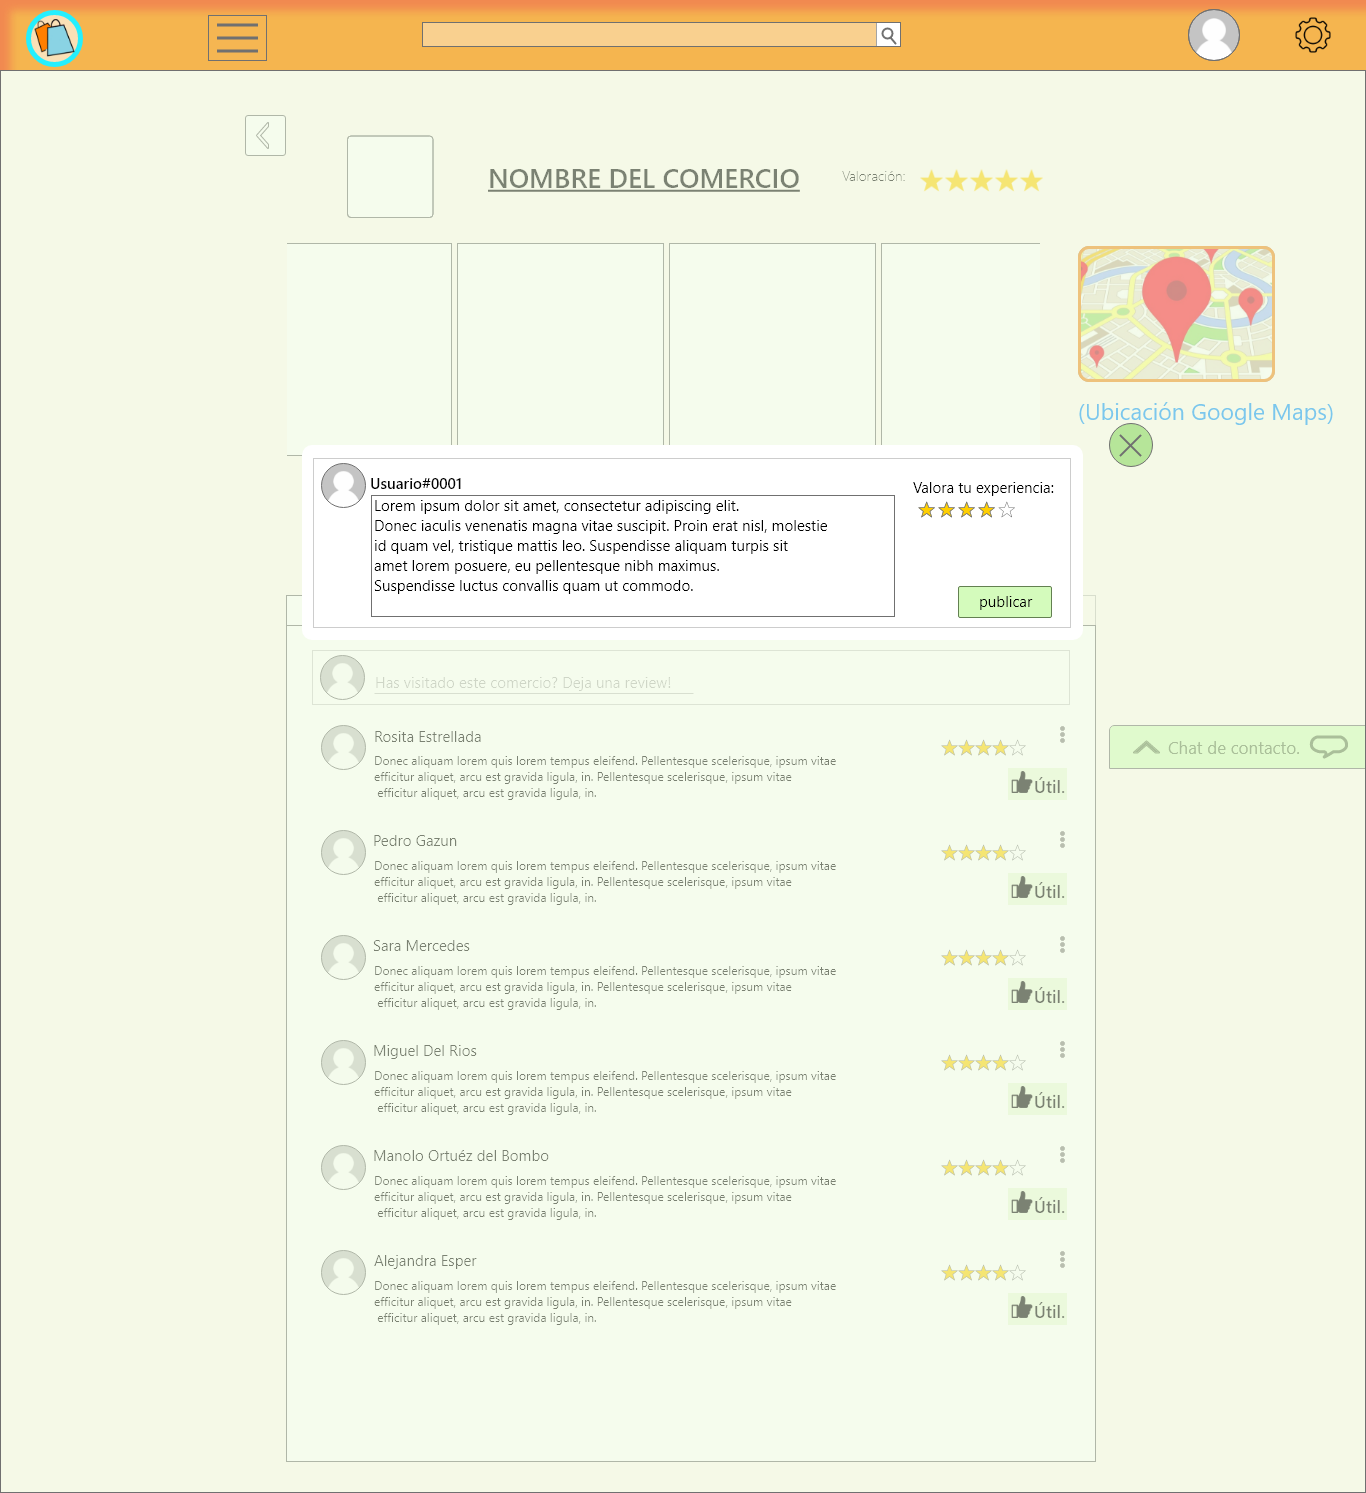 NOMBRE DEL COMERCIO
Valoración:
(Ubicación Google Maps)
Usuario#0001
Lorem ipsum dolor sit amet, consectetur adipiscing elit.
Donec iaculis venenatis magna vitae suscipit. Proin erat nisl, molestie
id quam vel, tristique mattis leo. Suspendisse aliquam turpis sit
amet lorem posuere, eu pellentesque nibh maximus.
Suspendisse luctus convallis quam ut commodo.
Valora tu experiencia:
publicar
Has visitado este comercio? Deja una review!
Rosita Estrellada
Donec aliquam lorem quis lorem tempus eleifend. Pellentesque scelerisque, ipsum vitae
efficitur aliquet, arcu est gravida ligula, in. Pellentesque scelerisque, ipsum vitae
efficitur aliquet, arcu est gravida ligula, in.
Útil.
Chat de contacto.
Pedro Gazun
Donec aliquam lorem quis lorem tempus eleifend. Pellentesque scelerisque, ipsum vitae
efficitur aliquet, arcu est gravida ligula, in. Pellentesque scelerisque, ipsum vitae
efficitur aliquet, arcu est gravida ligula, in.
Útil.
Sara Mercedes
Donec aliquam lorem quis lorem tempus eleifend. Pellentesque scelerisque, ipsum vitae
efficitur aliquet, arcu est gravida ligula, in. Pellentesque scelerisque, ipsum vitae
efficitur aliquet, arcu est gravida ligula, in.
Útil.
Miguel Del Rios
Donec aliquam lorem quis lorem tempus eleifend. Pellentesque scelerisque, ipsum vitae
efficitur aliquet, arcu est gravida ligula, in. Pellentesque scelerisque, ipsum vitae
efficitur aliquet, arcu est gravida ligula, in.
Útil.
Manolo Ortuéz del Bombo
Donec aliquam lorem quis lorem tempus eleifend. Pellentesque scelerisque, ipsum vitae
efficitur aliquet, arcu est gravida ligula, in. Pellentesque scelerisque, ipsum vitae
efficitur aliquet, arcu est gravida ligula, in.
Útil.
Alejandra Esper
Donec aliquam lorem quis lorem tempus eleifend. Pellentesque scelerisque, ipsum vitae
efficitur aliquet, arcu est gravida ligula, in. Pellentesque scelerisque, ipsum vitae
efficitur aliquet, arcu est gravida ligula, in.
Útil.